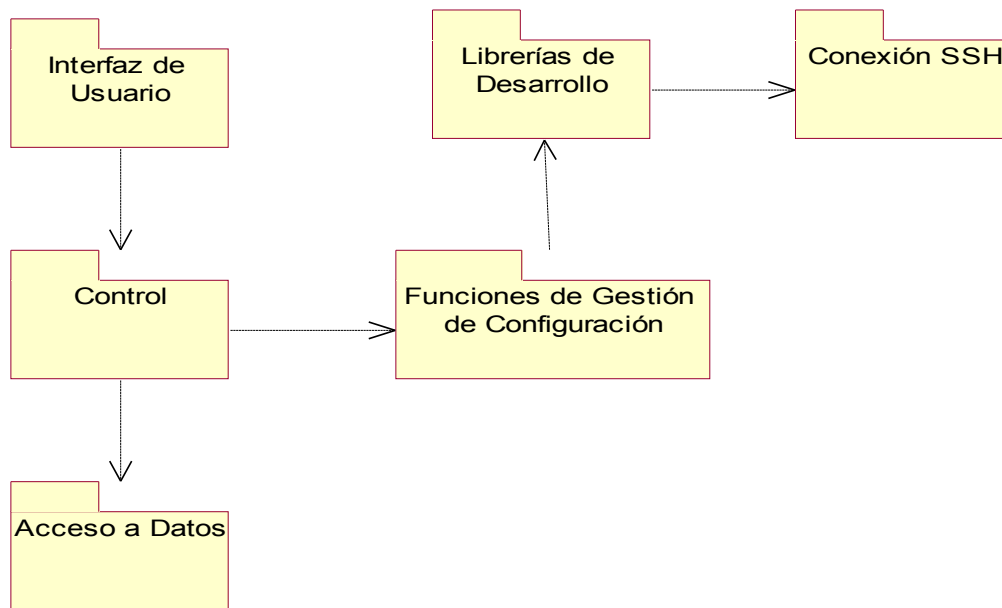 Interfaz de
Usuario
Librerías de
Desarrollo
Conexión SSH
Control
Funciones de Gestión
de Configuración
Acceso a Datos